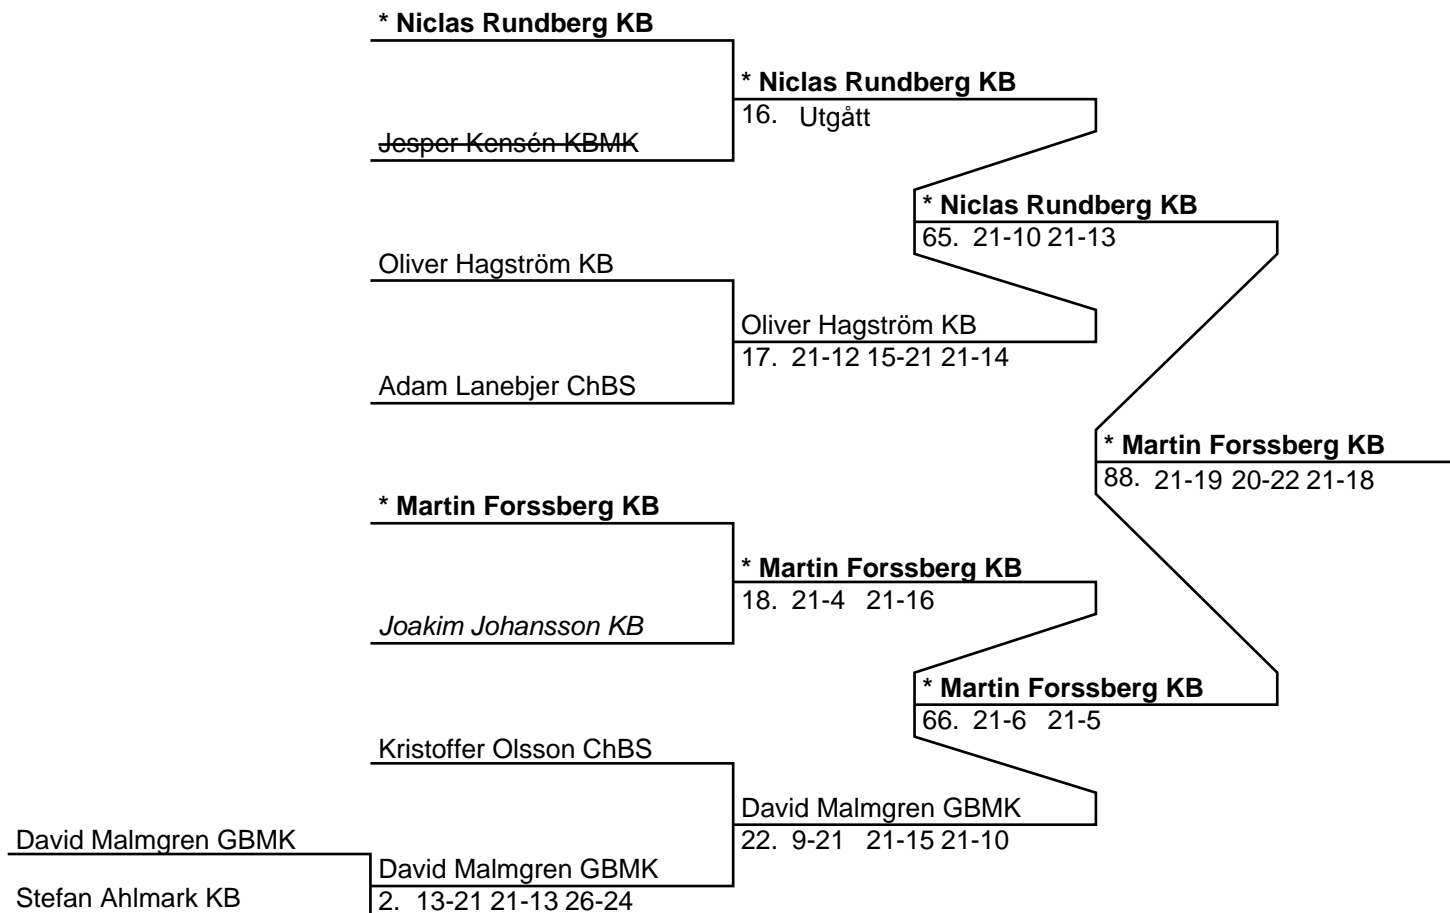 * Niclas Rundberg KB
* Niclas Rundberg KB
16. Utgått
Jesper Kensén KBMK
* Niclas Rundberg KB
65. 21-10 21-13
Oliver Hagström KB
Oliver Hagström KB
17. 21-12 15-21 21-14
Adam Lanebjer ChBS
* Martin Forssberg KB
88. 21-19 20-22 21-18
* Martin Forssberg KB
* Martin Forssberg KB
18. 21-4 21-16
Joakim Johansson KB
* Martin Forssberg KB
66. 21-6 21-5
Kristoffer Olsson ChBS
David Malmgren GBMK
22. 9-21 21-15 21-10
David Malmgren GBMK
David Malmgren GBMK
Stefan Ahlmark KB
2. 13-21 21-13 26-24